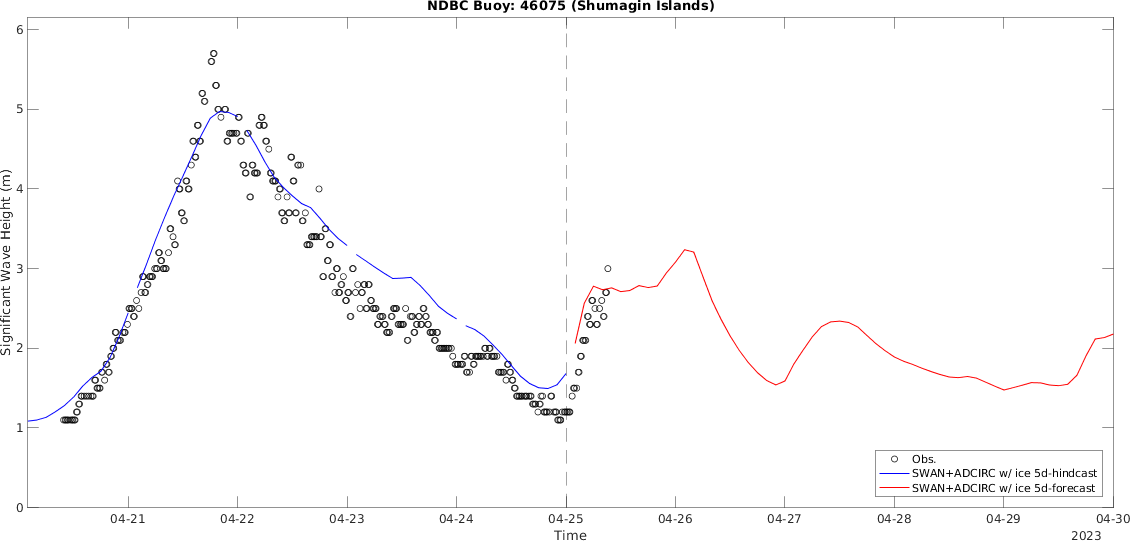 NDBC Buoy: 46075 (Shumagin Islands)
Significant Wave Height (m)
6
5
4
3
2
1
0
Obs.
SWAN+ADCIRC w/ ice 5d-hindcast
SWAN+ADCIRC w/ ice 5d-forecast
04-21 04-22 04-23 04-24 04-25 04-26 04-27 04-28 04-29 04-30
Time
2023